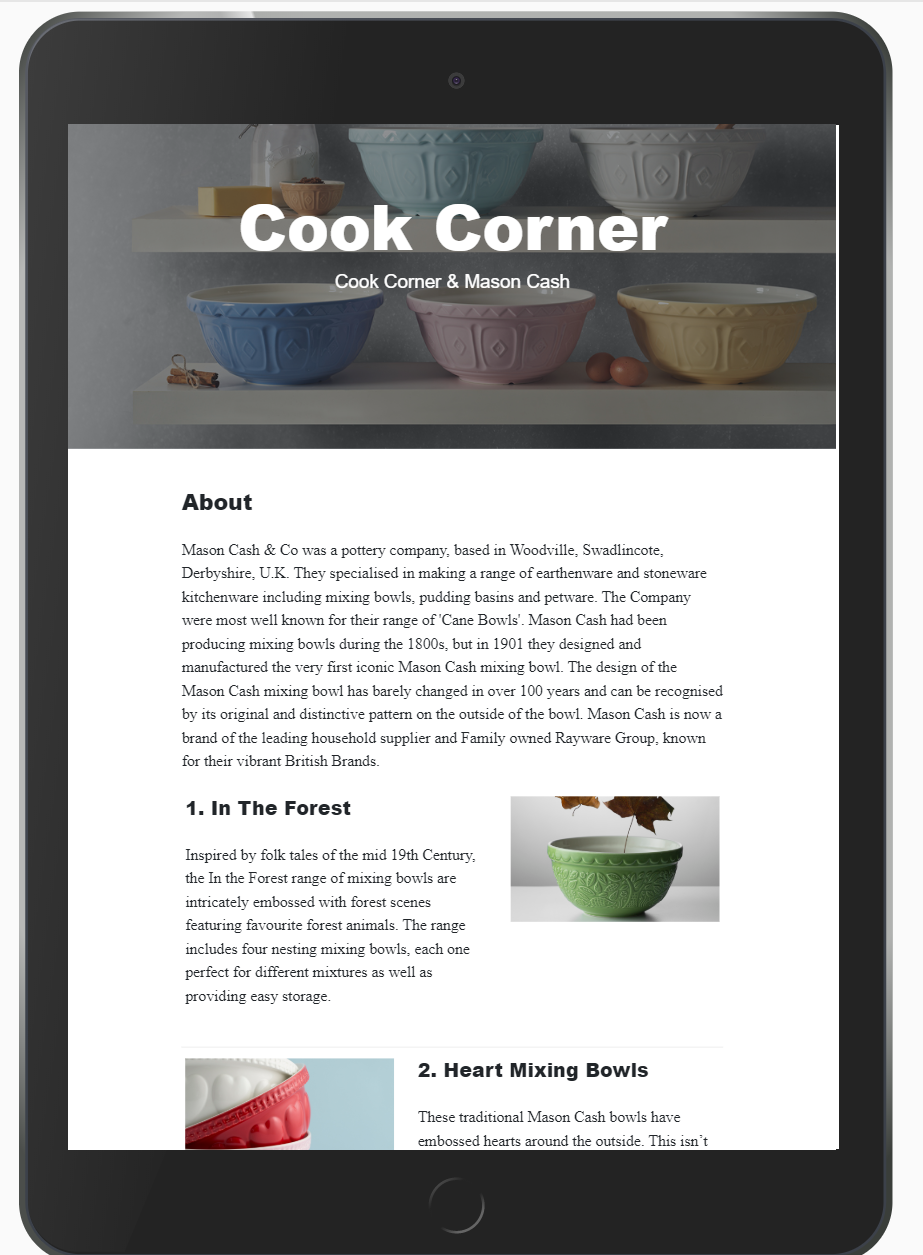 Cook Corner
Cook Corner & Mason Cash
About
Mason Cash & Co was a pottery company, based in Woodville, Swadlincote,
Derbyshire, U.K. They specialised in making a range of earthenware and stoneware
kitchenware including mixing bowls, pudding basins and petware. The Company
were most well known for their range of 'Cane Bowls'. Mason Cash had been
producing mixing bowls during the 1800s, but in 1901 they designed and
manufactured the very first iconic Mason Cash mixing bowl. The design of the
Mason Cash mixing bowl has barely changed in over 100 years and can be recognised
by its original and distinctive pattern on the outside of the bowl. Mason Cash is now a
brand of the leading household supplier and Family owned Rayware Group, known
for their vibrant British Brands.
1. In The Forest
Inspired by folk tales of the mid 19th Century,
the In the Forest range of mixing bowls are
intricately embossed with forest scenes
featuring favourite forest animals. The range
includes four nesting mixing bowls, each one
perfect for different mixtures as well as
providing easy storage.
2. Heart Mixing Bowls
These traditional Mason Cash bowls have
embossed hearts around the outside. This isn’t